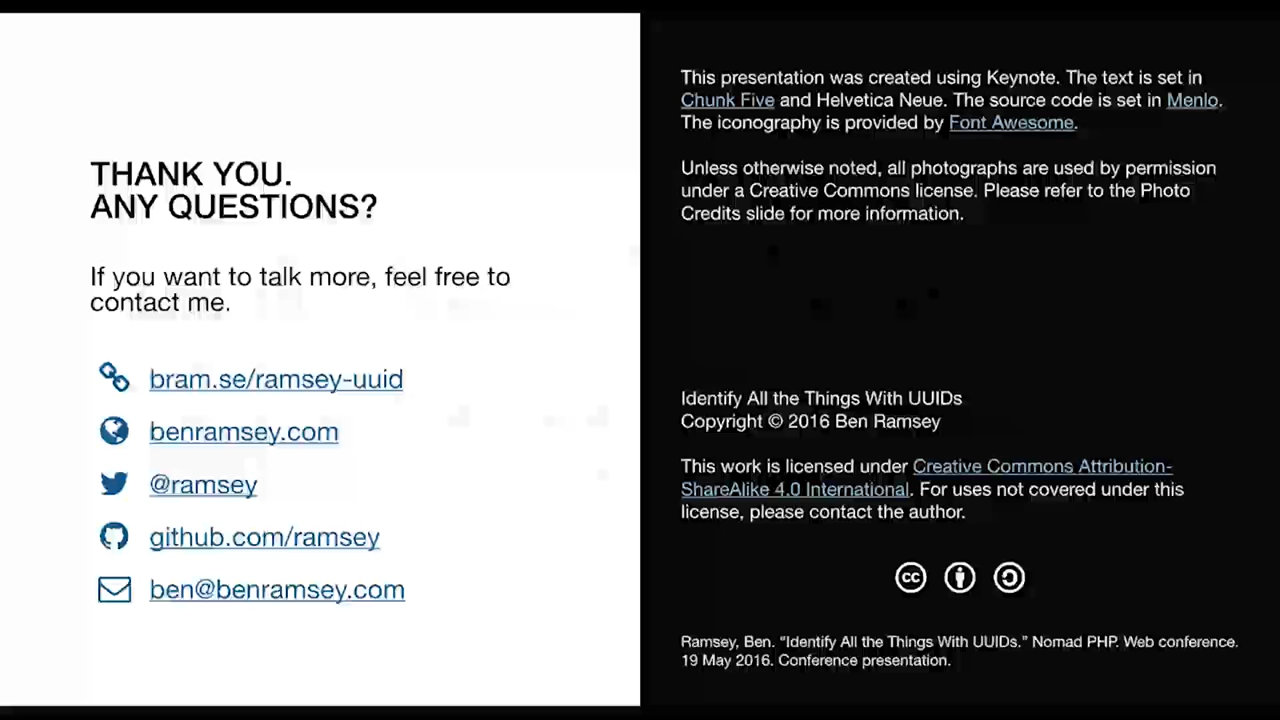 THANK YOU.
ANY QUESTIONS?
If you want to talk more, feel free to
contact me.
bram.se/ramsey-uuid
benramsey.com
@ramsey
github.com/ramsey
ben@benramsey.com
This presentation was created using Keynote. The text is set in
Chunk Five and Helvetica Neue. The source code is set in Menlo.
The iconography is provided by Font Awesome.
Unless otherwise noted, all photographs are used by permission
under a Creative Commons license. Please refer to the Photo
Credits slide for more information.
Identify All the Things With UUIDs
Copyright © 2016 Ben Ramsey
This work is licensed under Creative Commons Attribution-
ShareAlike 4.0 International. For uses not covered under this
license, please contact the author.
cc
Ramsey, Ben. “Identify All the Things With UUIDs.” Nomad PHP. Web conference.
19 May 2016. Conference presentation.